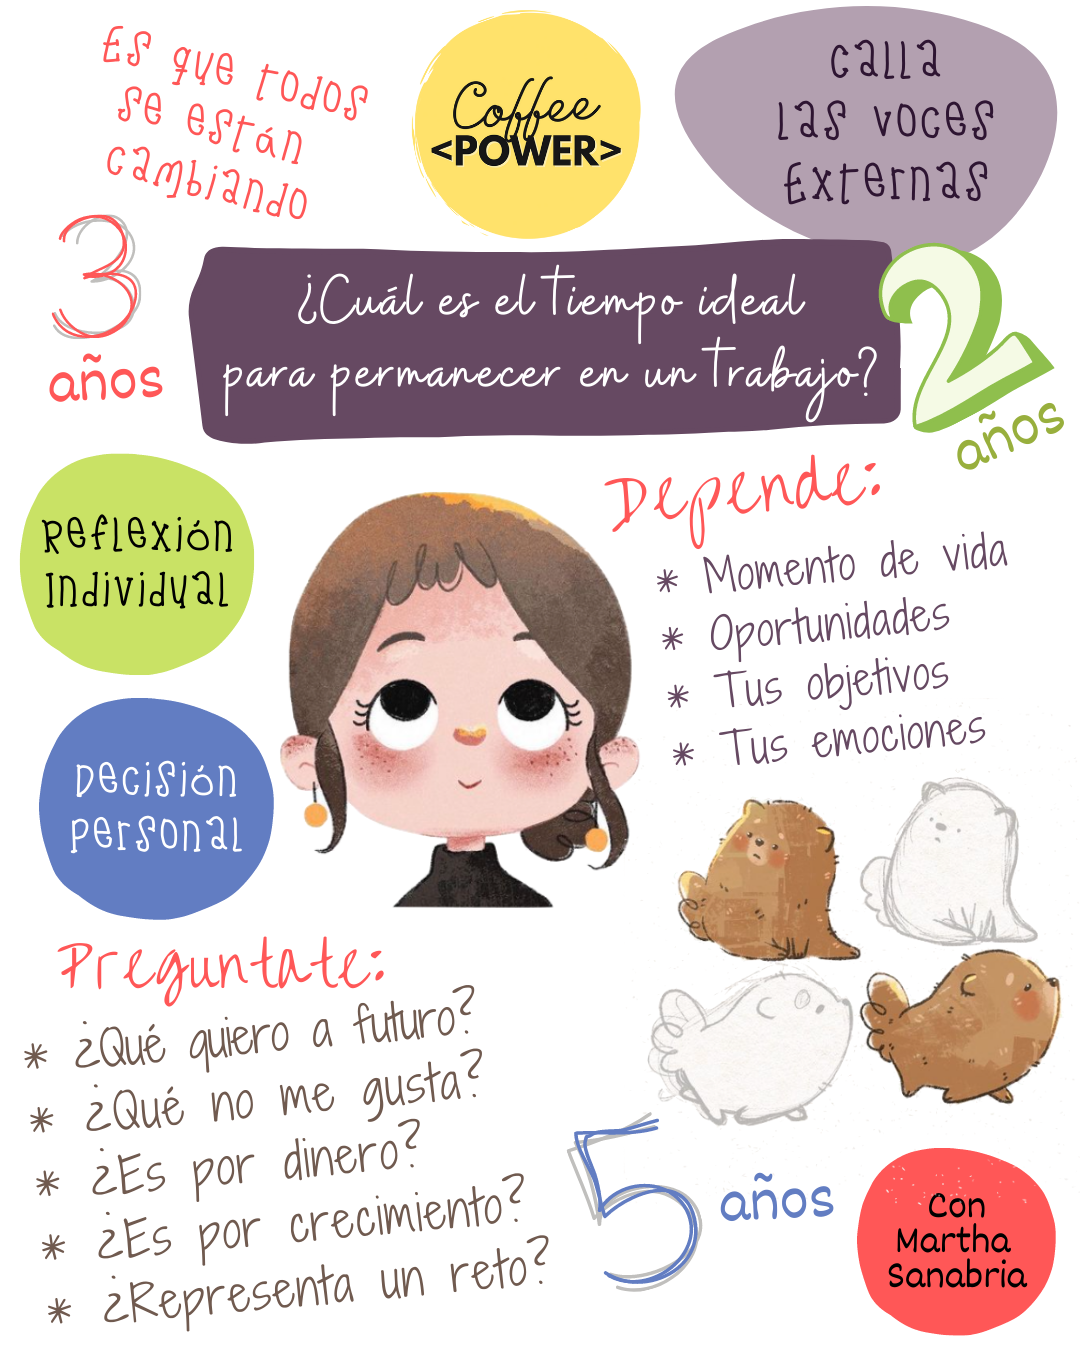 Es que todos
se están
cambiando
Coffee
<POWER>
Calla
las voces
externas
3
años
¿Cuál es el tiempo ideal
para permanecer en un trabajo?
2
años
Reflexión
Individual
Depende:
* Momento de vida
* Oportunidades
* Tus objetivos
* Tus emociones
Decisión
personal
Preguntate:
* ¿Qué quiero a futuro?
* ¿Qué no me gusta?
* ¿Es por dinero?
* ¿Es por crecimiento?
* ¿Representa un reto?
5
años
Con
Martha
Sanabria